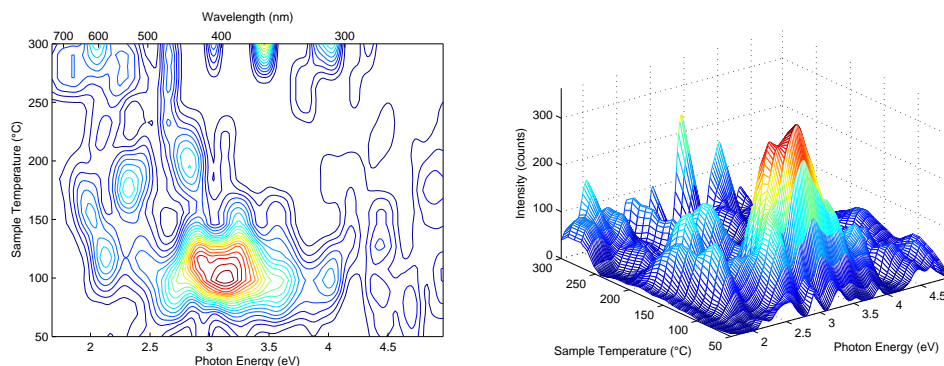 Wavelength (nm)
700 600 500 400 300
300
250
200
150
100
50
Sample Temperature (°C)
2 2.5 3 3.5 4 4.5
Photon Energy (eV)
300
200
100
0
Intensity (counts)
300
250
200
150
100
50
Sample Temperature (°C)
2
2.5
3
3.5
4
4.5
Photon Energy (eV)